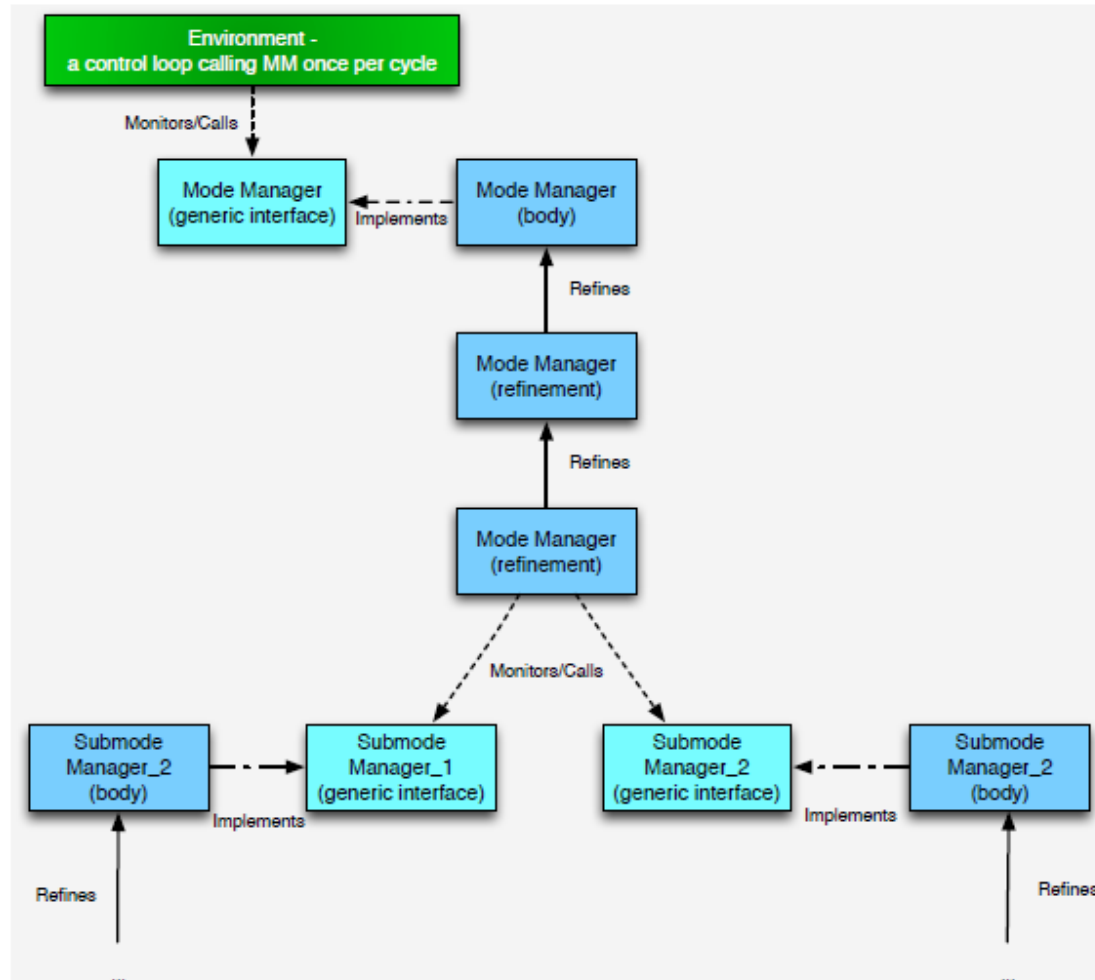 Environment -
a control loop calling MM once per cycle
Monitors/Calls
Mode Manager
(generic interface)
Implements
Mode Manager
(body)
Refines
Mode Manager
(refinement)
Refines
Mode Manager
(refinement)
Monitors/Calls
Submode
Manager_2
(body)
Implements
Submode
Manager_1
(generic interface)
Submode
Manager_2
(generic interface)
Implements
Submode
Manager_2
(body)
Refines
Refines
...
...